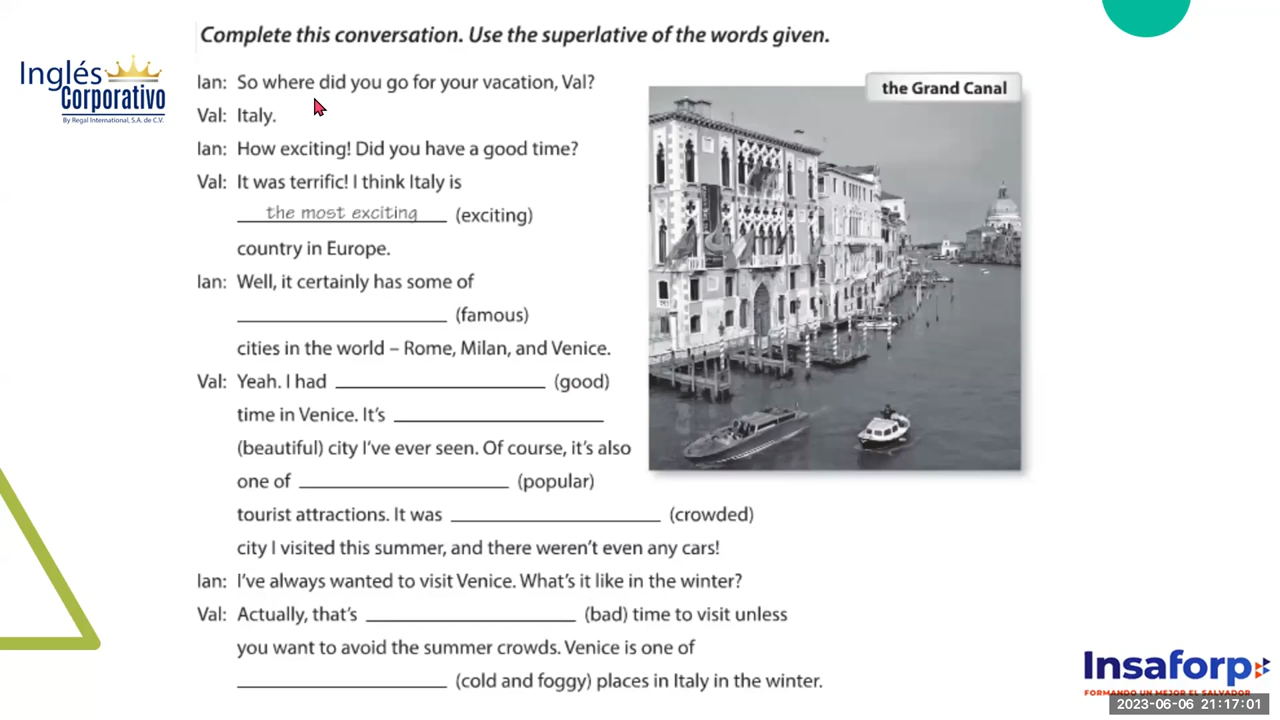 Complete this conversation. Use the superlative of the words given.
Inglés
Corporativo
By Regal International, S.A. de C.V.
Ian: So where did you go for your vacation, Val?
the Grand Canal
Val: Italy.
Ian: How exciting! Did you have a good time?
Val: It was terrific! I think Italy is
the most exciting (exciting)
country in Europe.
Ian: Well, it certainly has some of
____________________ (famous)
cities in the world – Rome, Milan, and Venice.
Val: Yeah. I had ____________________ (good)
time in Venice. It's ____________________
(beautiful) city I've ever seen. Of course, it's also
one of ____________________ (popular)
tourist attractions. It was ____________________ (crowded)
city I visited this summer, and there weren't even any cars!
Ian: I've always wanted to visit Venice. What's it like in the winter?
Val: Actually, that's ____________________ (bad) time to visit unless
you want to avoid the summer crowds. Venice is one of
____________________ (cold and foggy) places in Italy in the winter.
Insaforp
FORMANDO UN MEJOR EL SALVADOR
2023-06-06 21:17:01